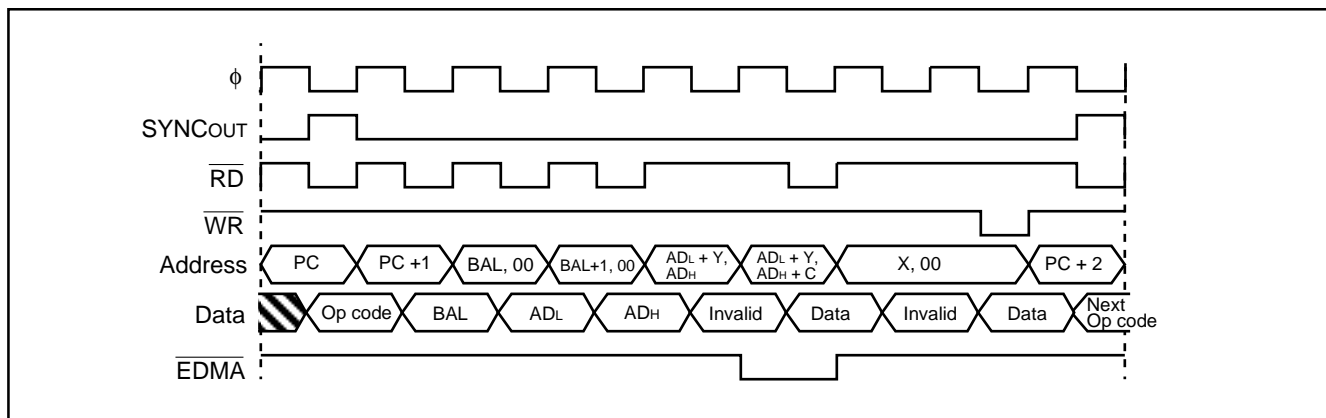 φ
SYNCOUT
RD
WR
Address PC PC +1 BAL, 00 BAL+1, 00 ADL + Y, ADH ADL + Y, ADH + C X, 00 PC + 2
Data Op code BAL ADL ADH Invalid Data Invalid Data Next Op code
EDMA